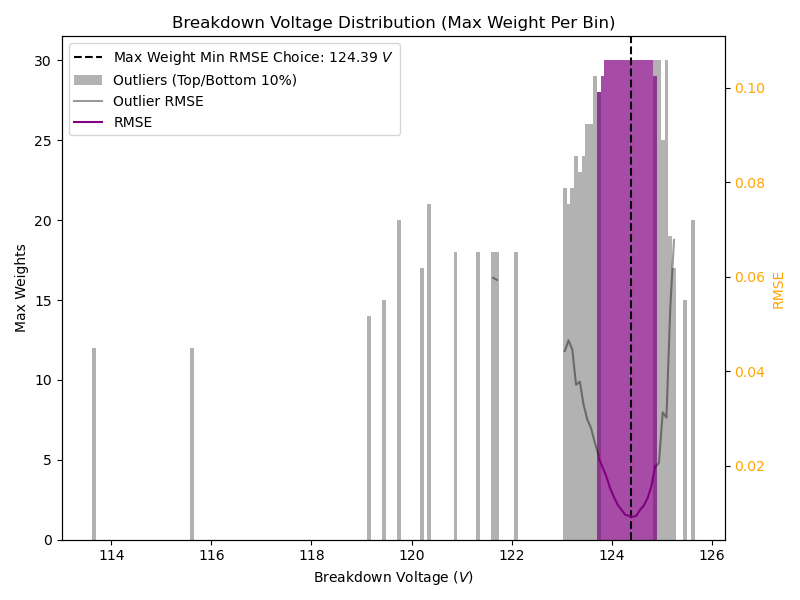 Breakdown Voltage Distribution (Max Weight Per Bin)
Max Weight Min RMSE Choice: 124.39 V
Outliers (Top/Bottom 10%)
Outlier RMSE
RMSE
30
25
20
15
10
5
0
Max Weights
0.10
0.08
0.06
0.04
0.02
RMSE
114
116
118
120
122
124
126
Breakdown Voltage (V)